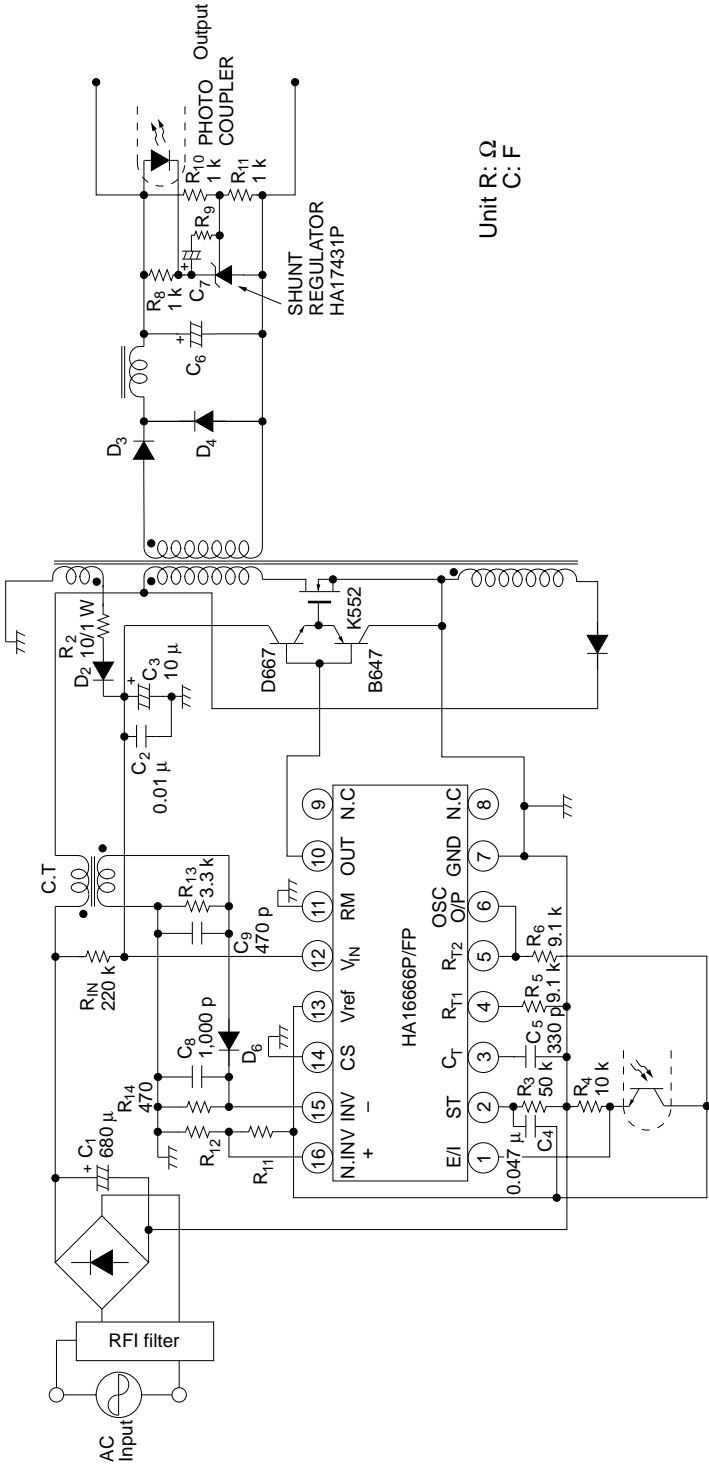 AC
Input
RFI filter
C1
680 μ
+
C.T
RIN
220 k
R14
470
C8
1,000 p
D6
R13
3.3 k
C9
470 p
R12
R11
R2
10/1 W
D2
C3
10 μ
+
C2
0.01 μ
D667
B647
K552
D3
D4
C6
+
R8
1 k
C7
+
R9
R10
1 k
R11
1 k
PHOTO
COUPLER
Output
SHUNT
REGULATOR
HA17431P
16
15
14
13
12
11
10
9
N.INV
+
INV
−
CS
Vref
VIN
RM
OUT
N.C
HA16666P/FP
E/I
ST
CT
RT1
RT2
OSC
O/P
GND
N.C
1
2
3
4
5
6
7
8
0.047 μ
C4
R3
50 k
R4
10 k
C5
330 p
R5
9.1 k
R6
9.1 k
Unit R: Ω
C: F